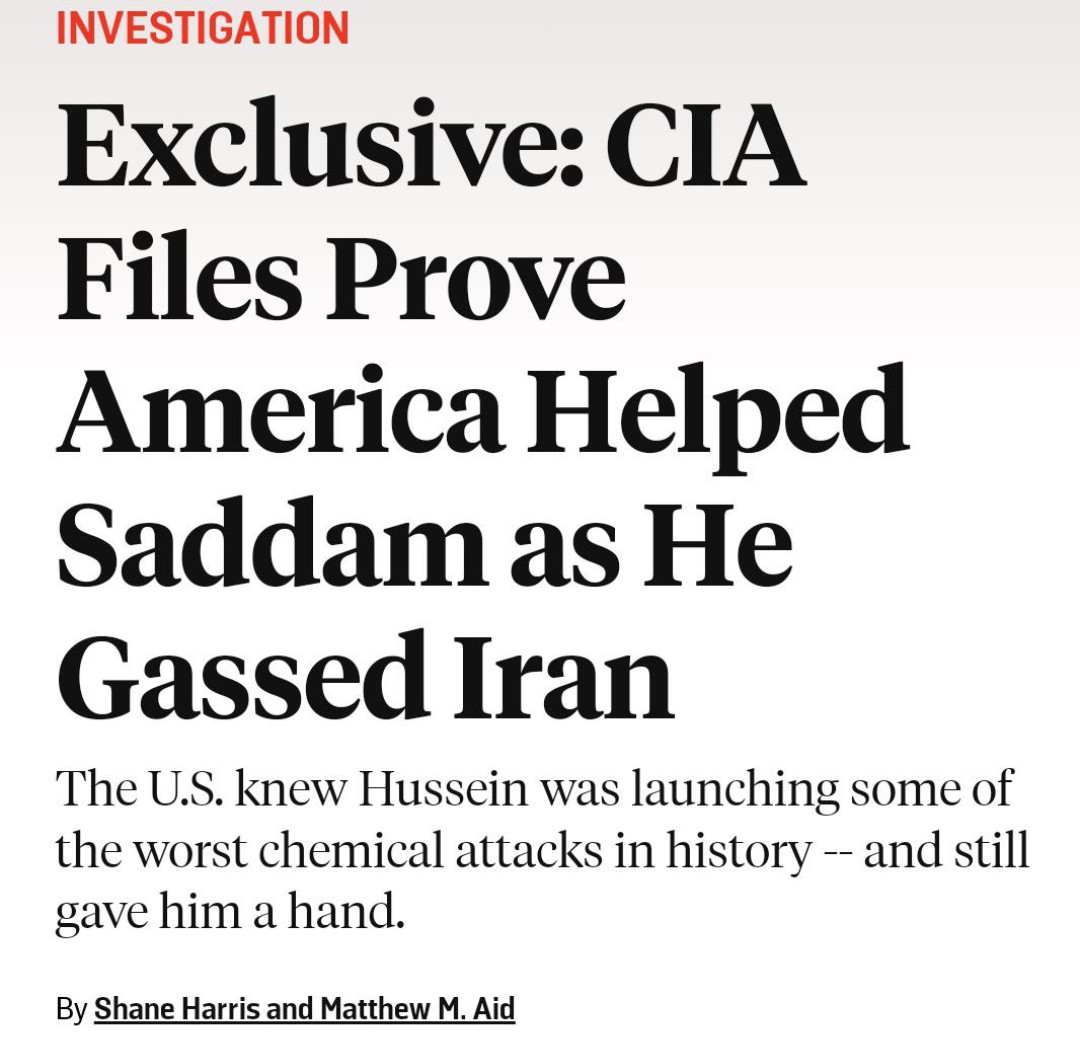 INVESTIGATION
Exclusive: CIA
Files Prove
America Helped
Saddam as He
Gassed Iran
The U.S. knew Hussein was launching some of
the worst chemical attacks in history -- and still
gave him a hand.
By Shane Harris and Matthew M. Aid